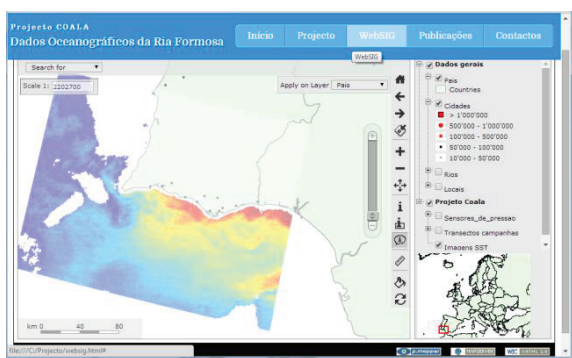 Projecto COALA
Dados Oceanográficos da Ria Formosa
Início Projecto WebSIG Publicações Contactos
WebSIG
Search for
Scale 1: 2202700
Apply on Layer Pais
Dados gerais
Pais
Countries
Cidades
> 1'000'000
500'000 - 1'000'000
100'000 - 500'000
50'000 - 100'000
10'000 - 50'000
Rios
Locais
Projeto Coala
Sensores_de_pressao
Transectos campanhas
Imagens SST
km 0 40 80
file:///C:/Projecto/websig.html#